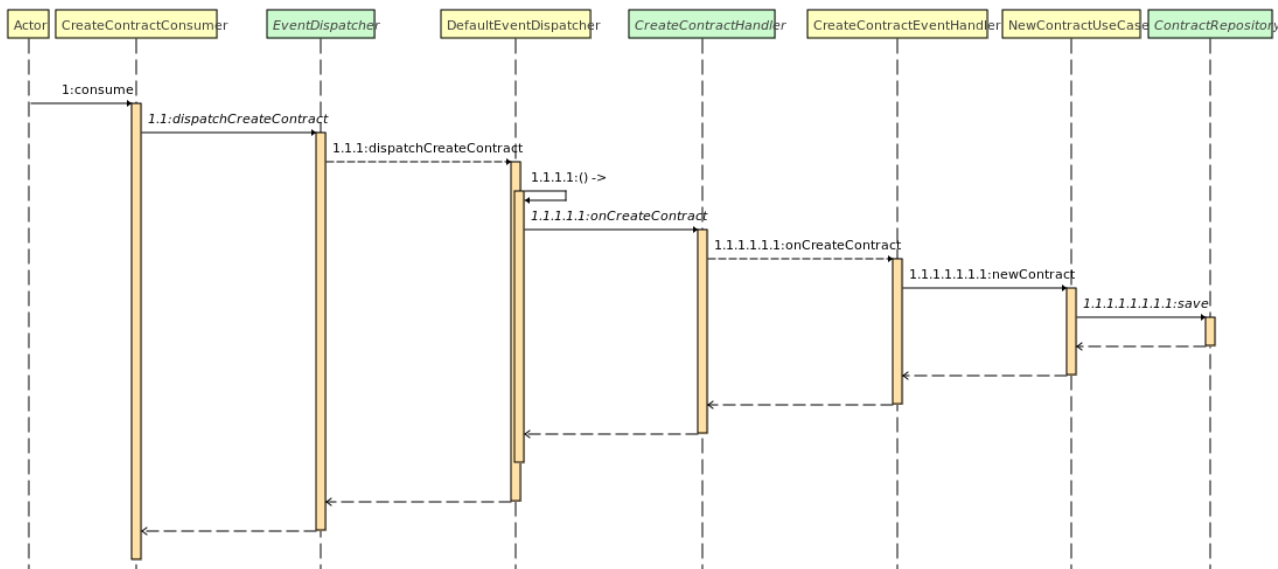 Actor
CreateContractConsumer
EventDispatcher
DefaultEventDispatcher
CreateContractHandler
CreateContractEventHandler
NewContractUseCase
ContractRepository
1:consume
1.1:dispatchCreateContract
1.1.1:dispatchCreateContract
1.1.1.1:() ->
1.1.1.1.1:onCreateContract
1.1.1.1.1.1:onCreateContract
1.1.1.1.1.1.1:newContract
1.1.1.1.1.1.1.1:save